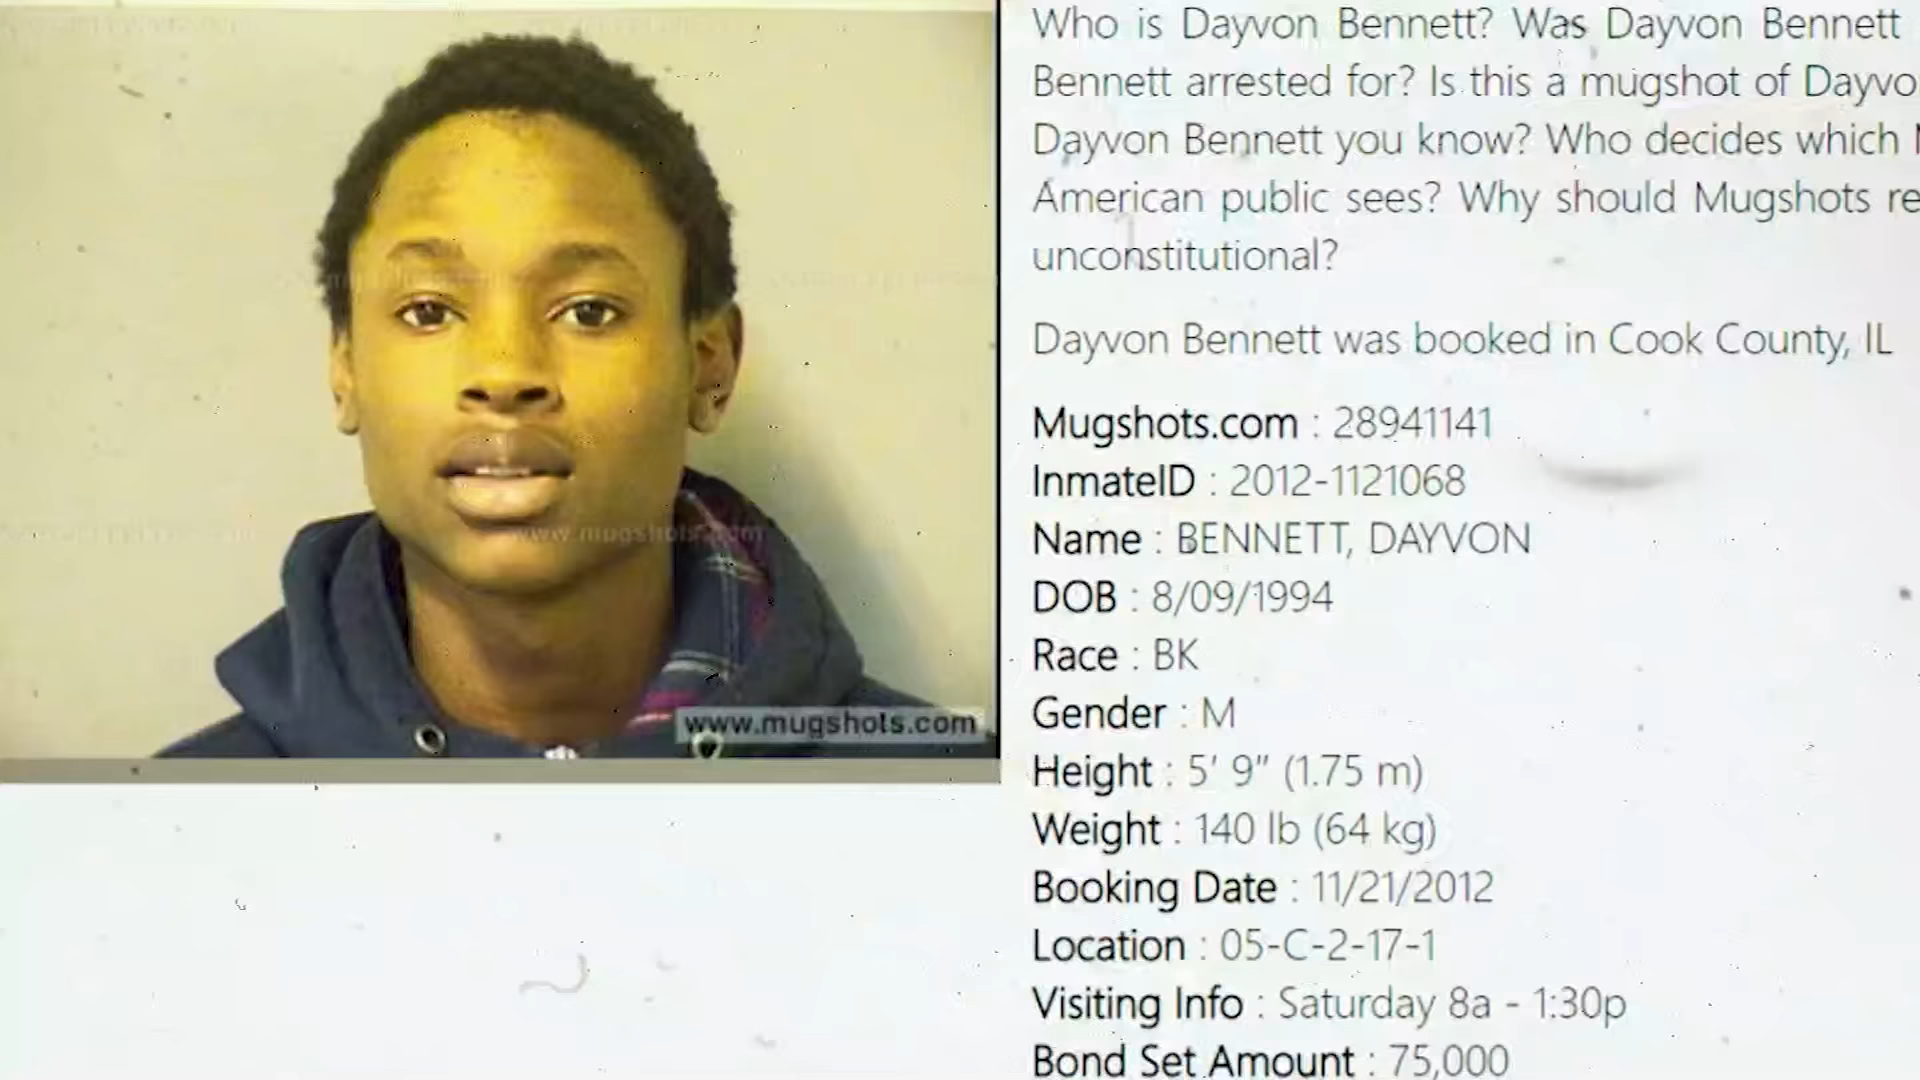 Who is Dayvon Bennett? Was Dayvon Bennett
Bennett arrested for? Is this a mugshot of Dayvo
Dayvon Bennett you know? Who decides which
American public sees? Why should Mugshots re
unconstitutional?
Dayvon Bennett was booked in Cook County, IL
Mugshots.com : 28941141
InmateID : 2012-1121068
Name : BENNETT, DAYVON
DOB : 8/09/1994
Race : BK
Gender : M
Height : 5' 9" (1.75 m)
Weight : 140 lb (64 kg)
Booking Date : 11/21/2012
Location : 05-C-2-17-1
Visiting Info : Saturday 8a - 1:30p
Bond Set Amount : 75,000
www.mugshots.com
www.mugshots.com